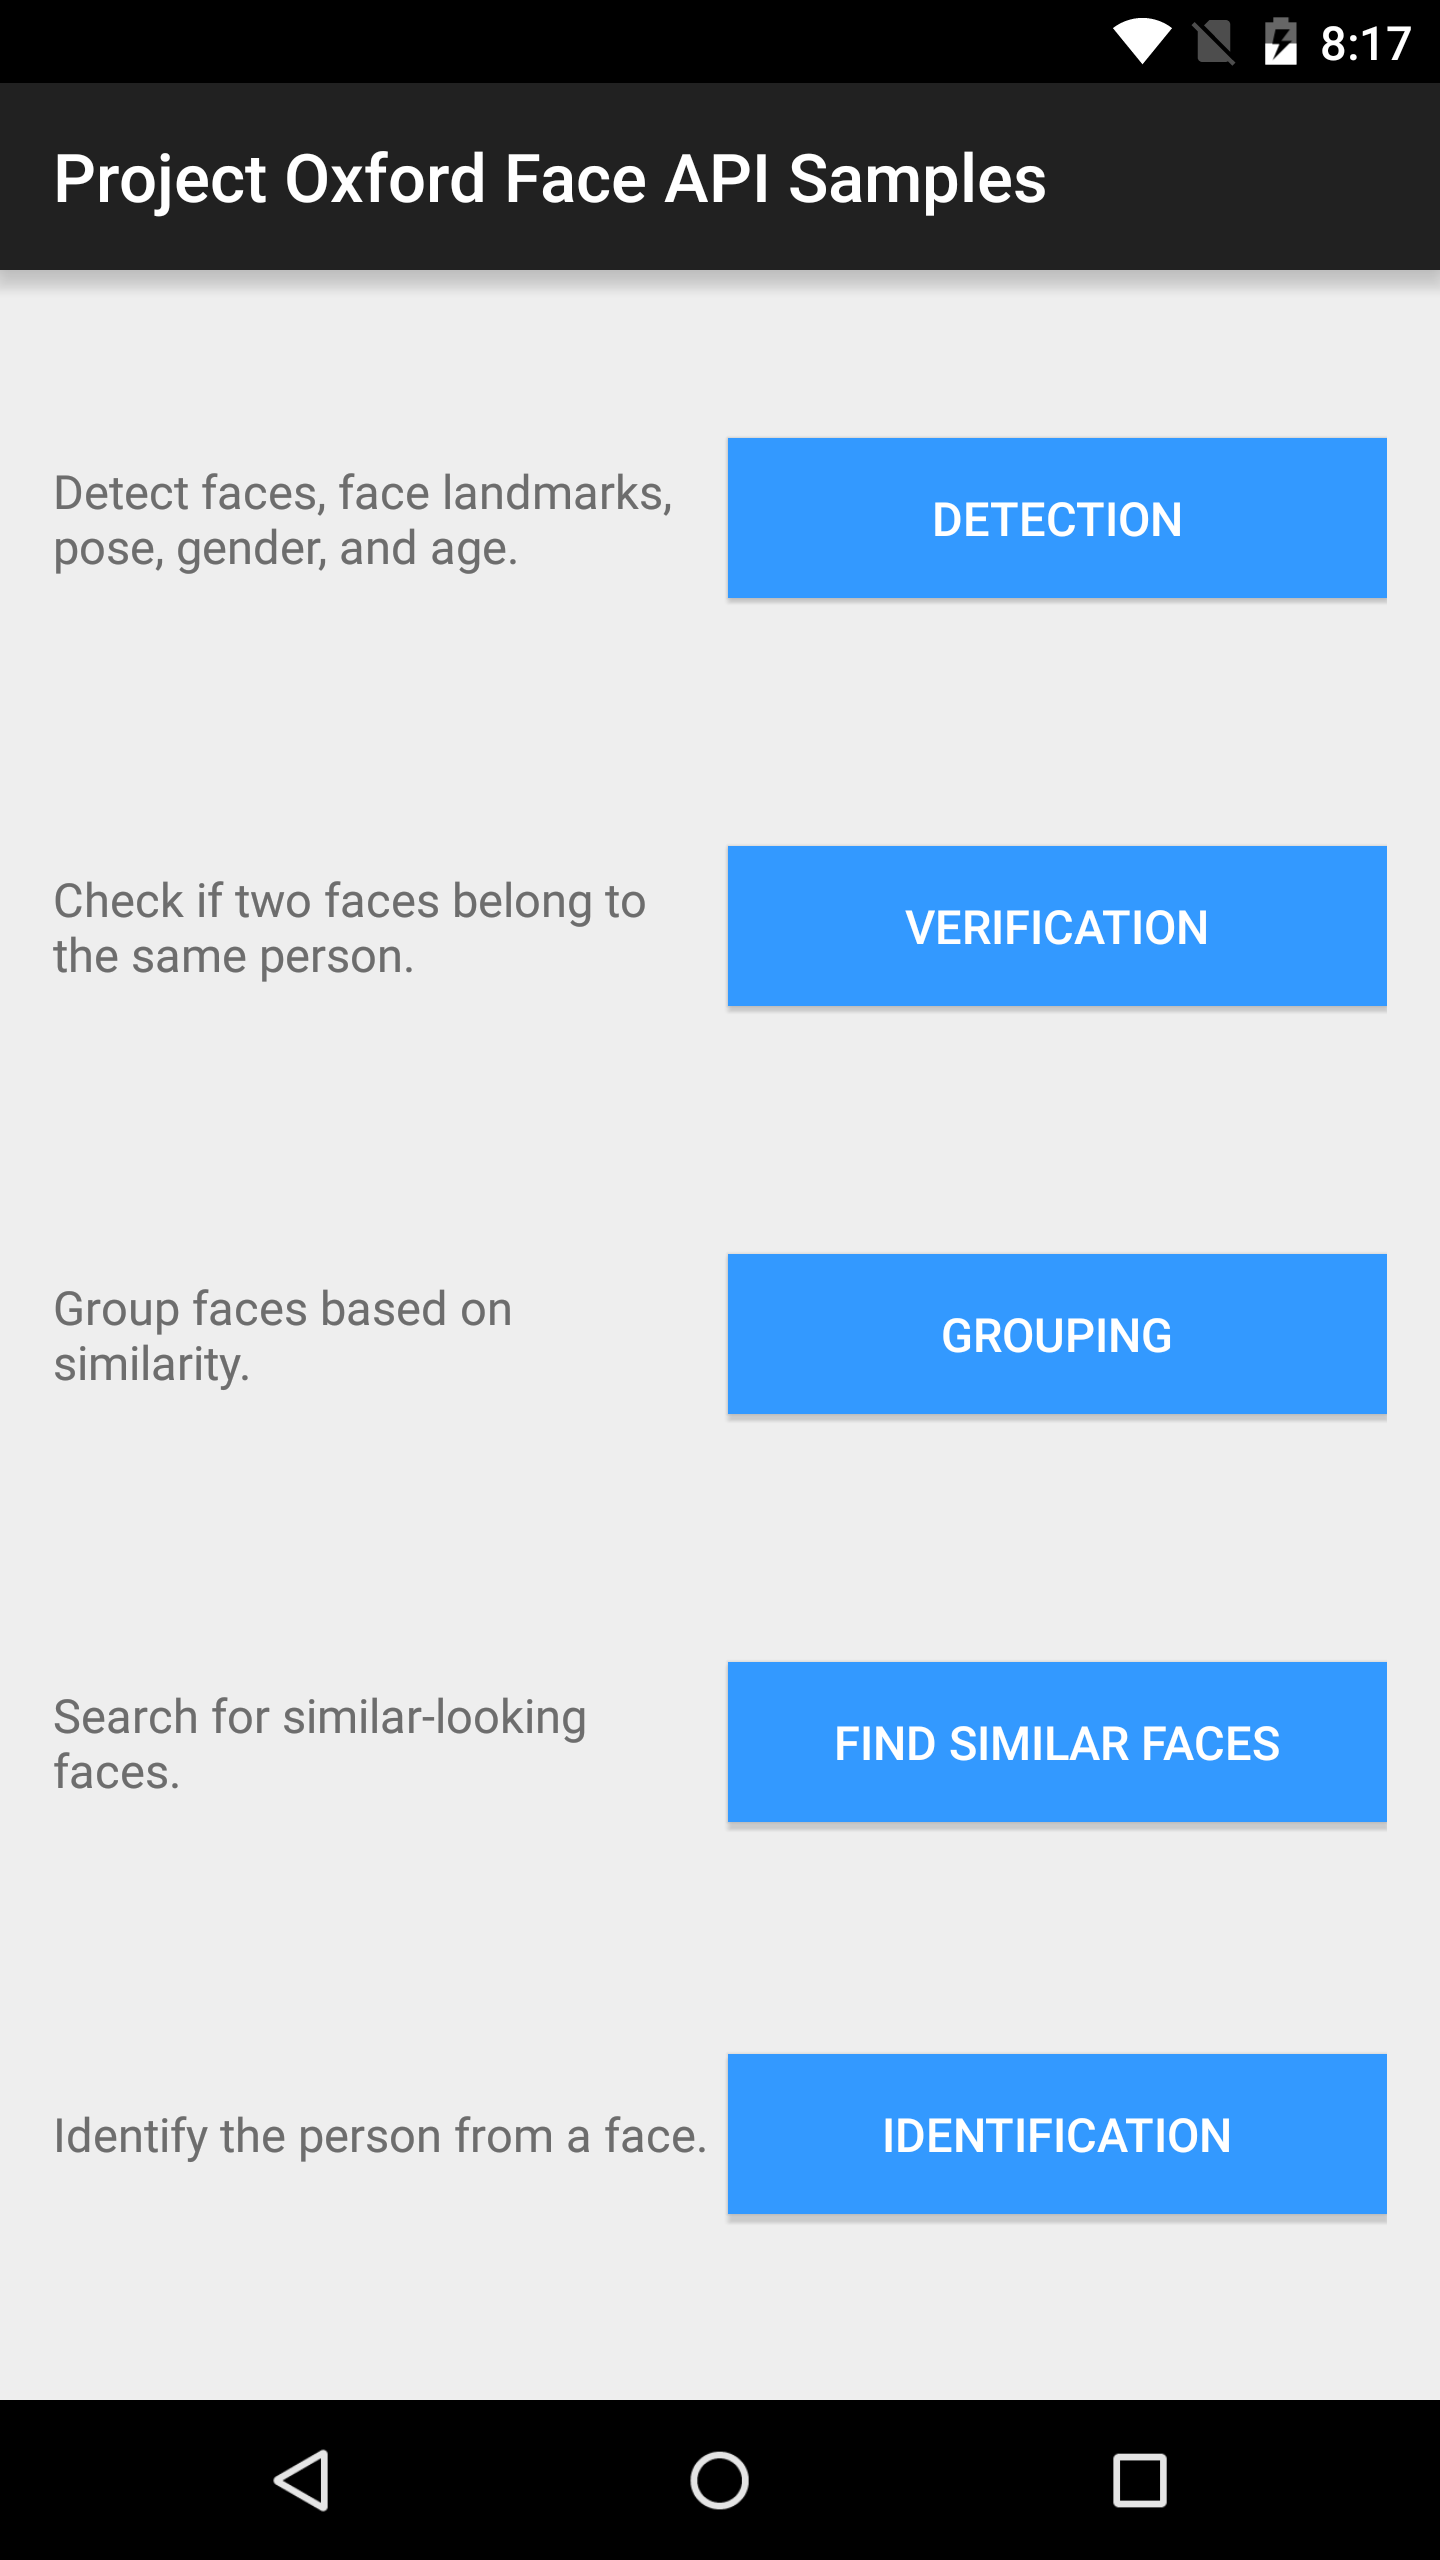 8:17
Project Oxford Face API Samples
Detect faces, face landmarks,
pose, gender, and age.
DETECTION
Check if two faces belong to
the same person.
VERIFICATION
Group faces based on
similarity.
GROUPING
Search for similar-looking
faces.
FIND SIMILAR FACES
Identify the person from a face.
IDENTIFICATION